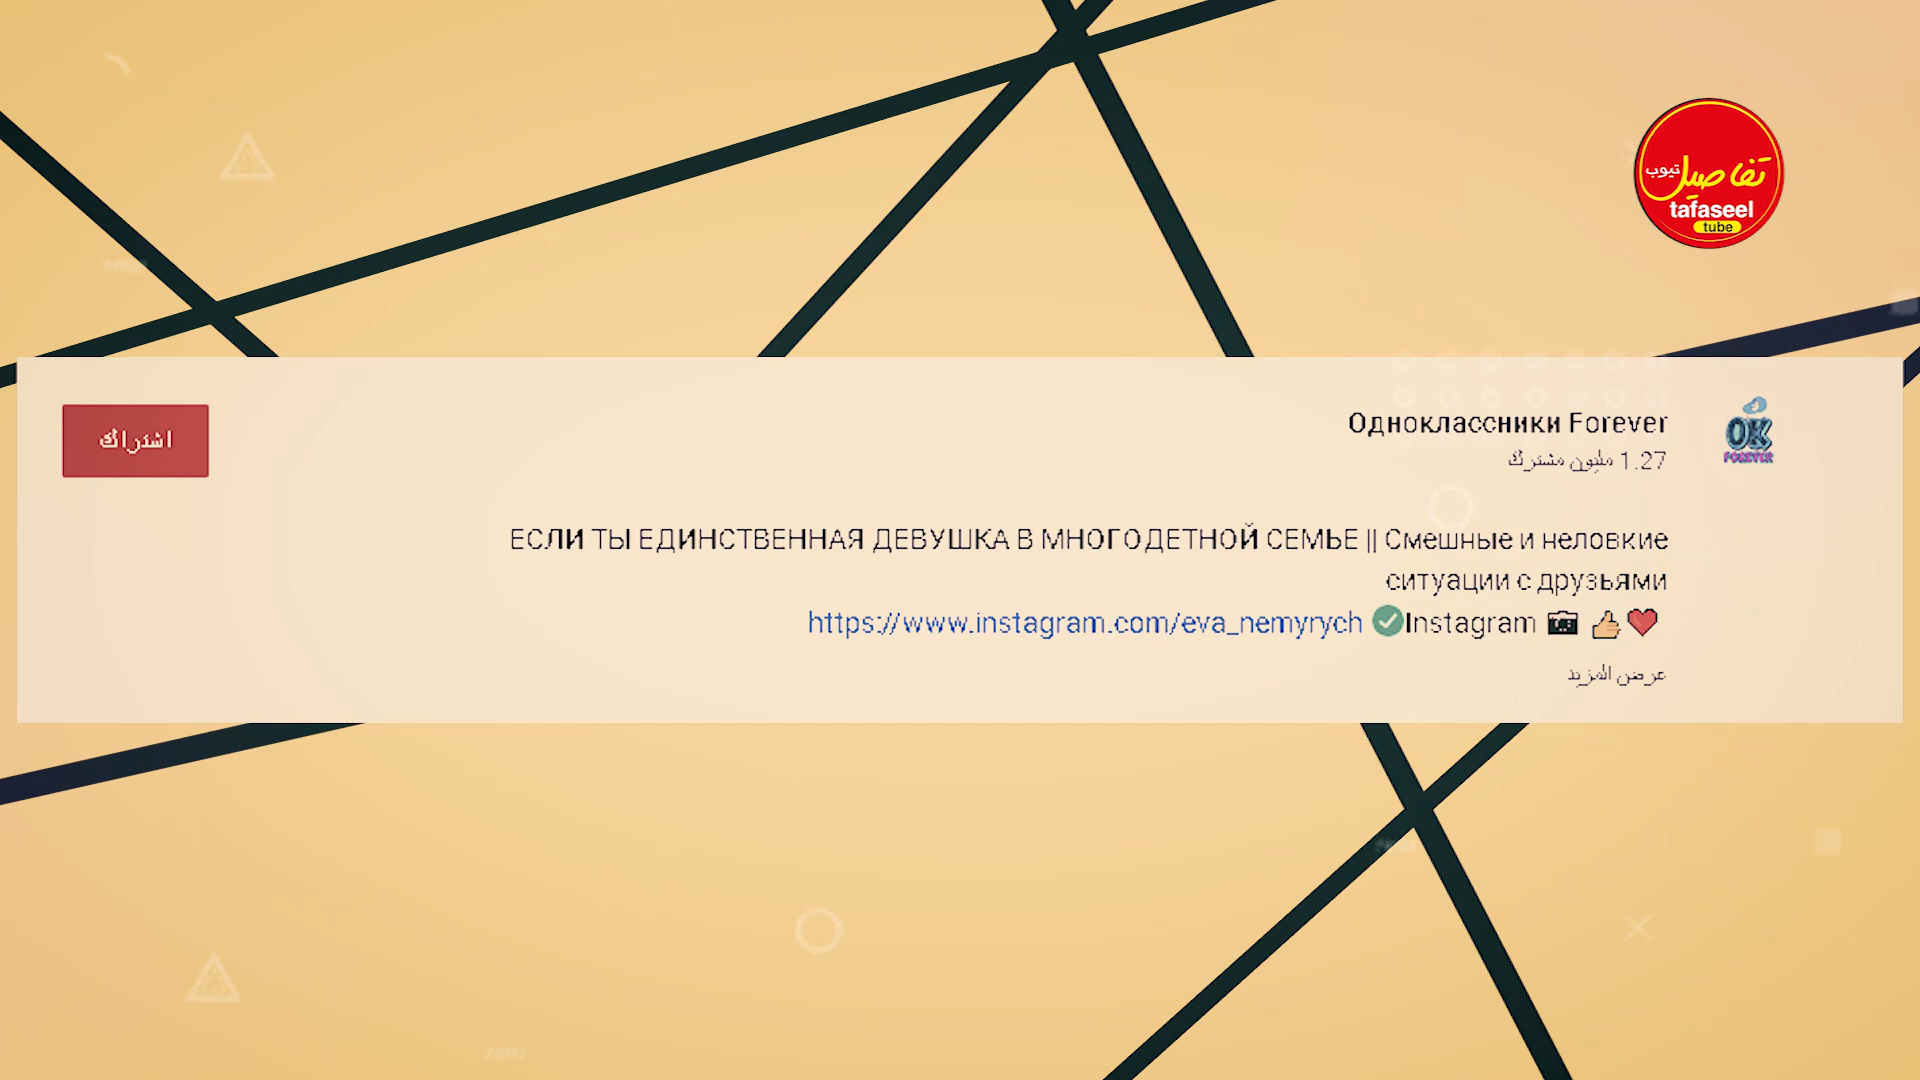 تفاصيل تيوب
tafaseel
tube
Одноклассники Forever
1.27 مليون مشترك
اشتراك
OK
FOREVER
ЕСЛИ ТЫ ЕДИНСТВЕННАЯ ДЕВУШКА В МНОГОДЕТНОЙ СЕМЬЕ || Смешные и неловкие
ситуации с друзьями
https://www.instagram.com/eva_nemyrych ✅Instagram 📷 👍❤
عرض المزيد